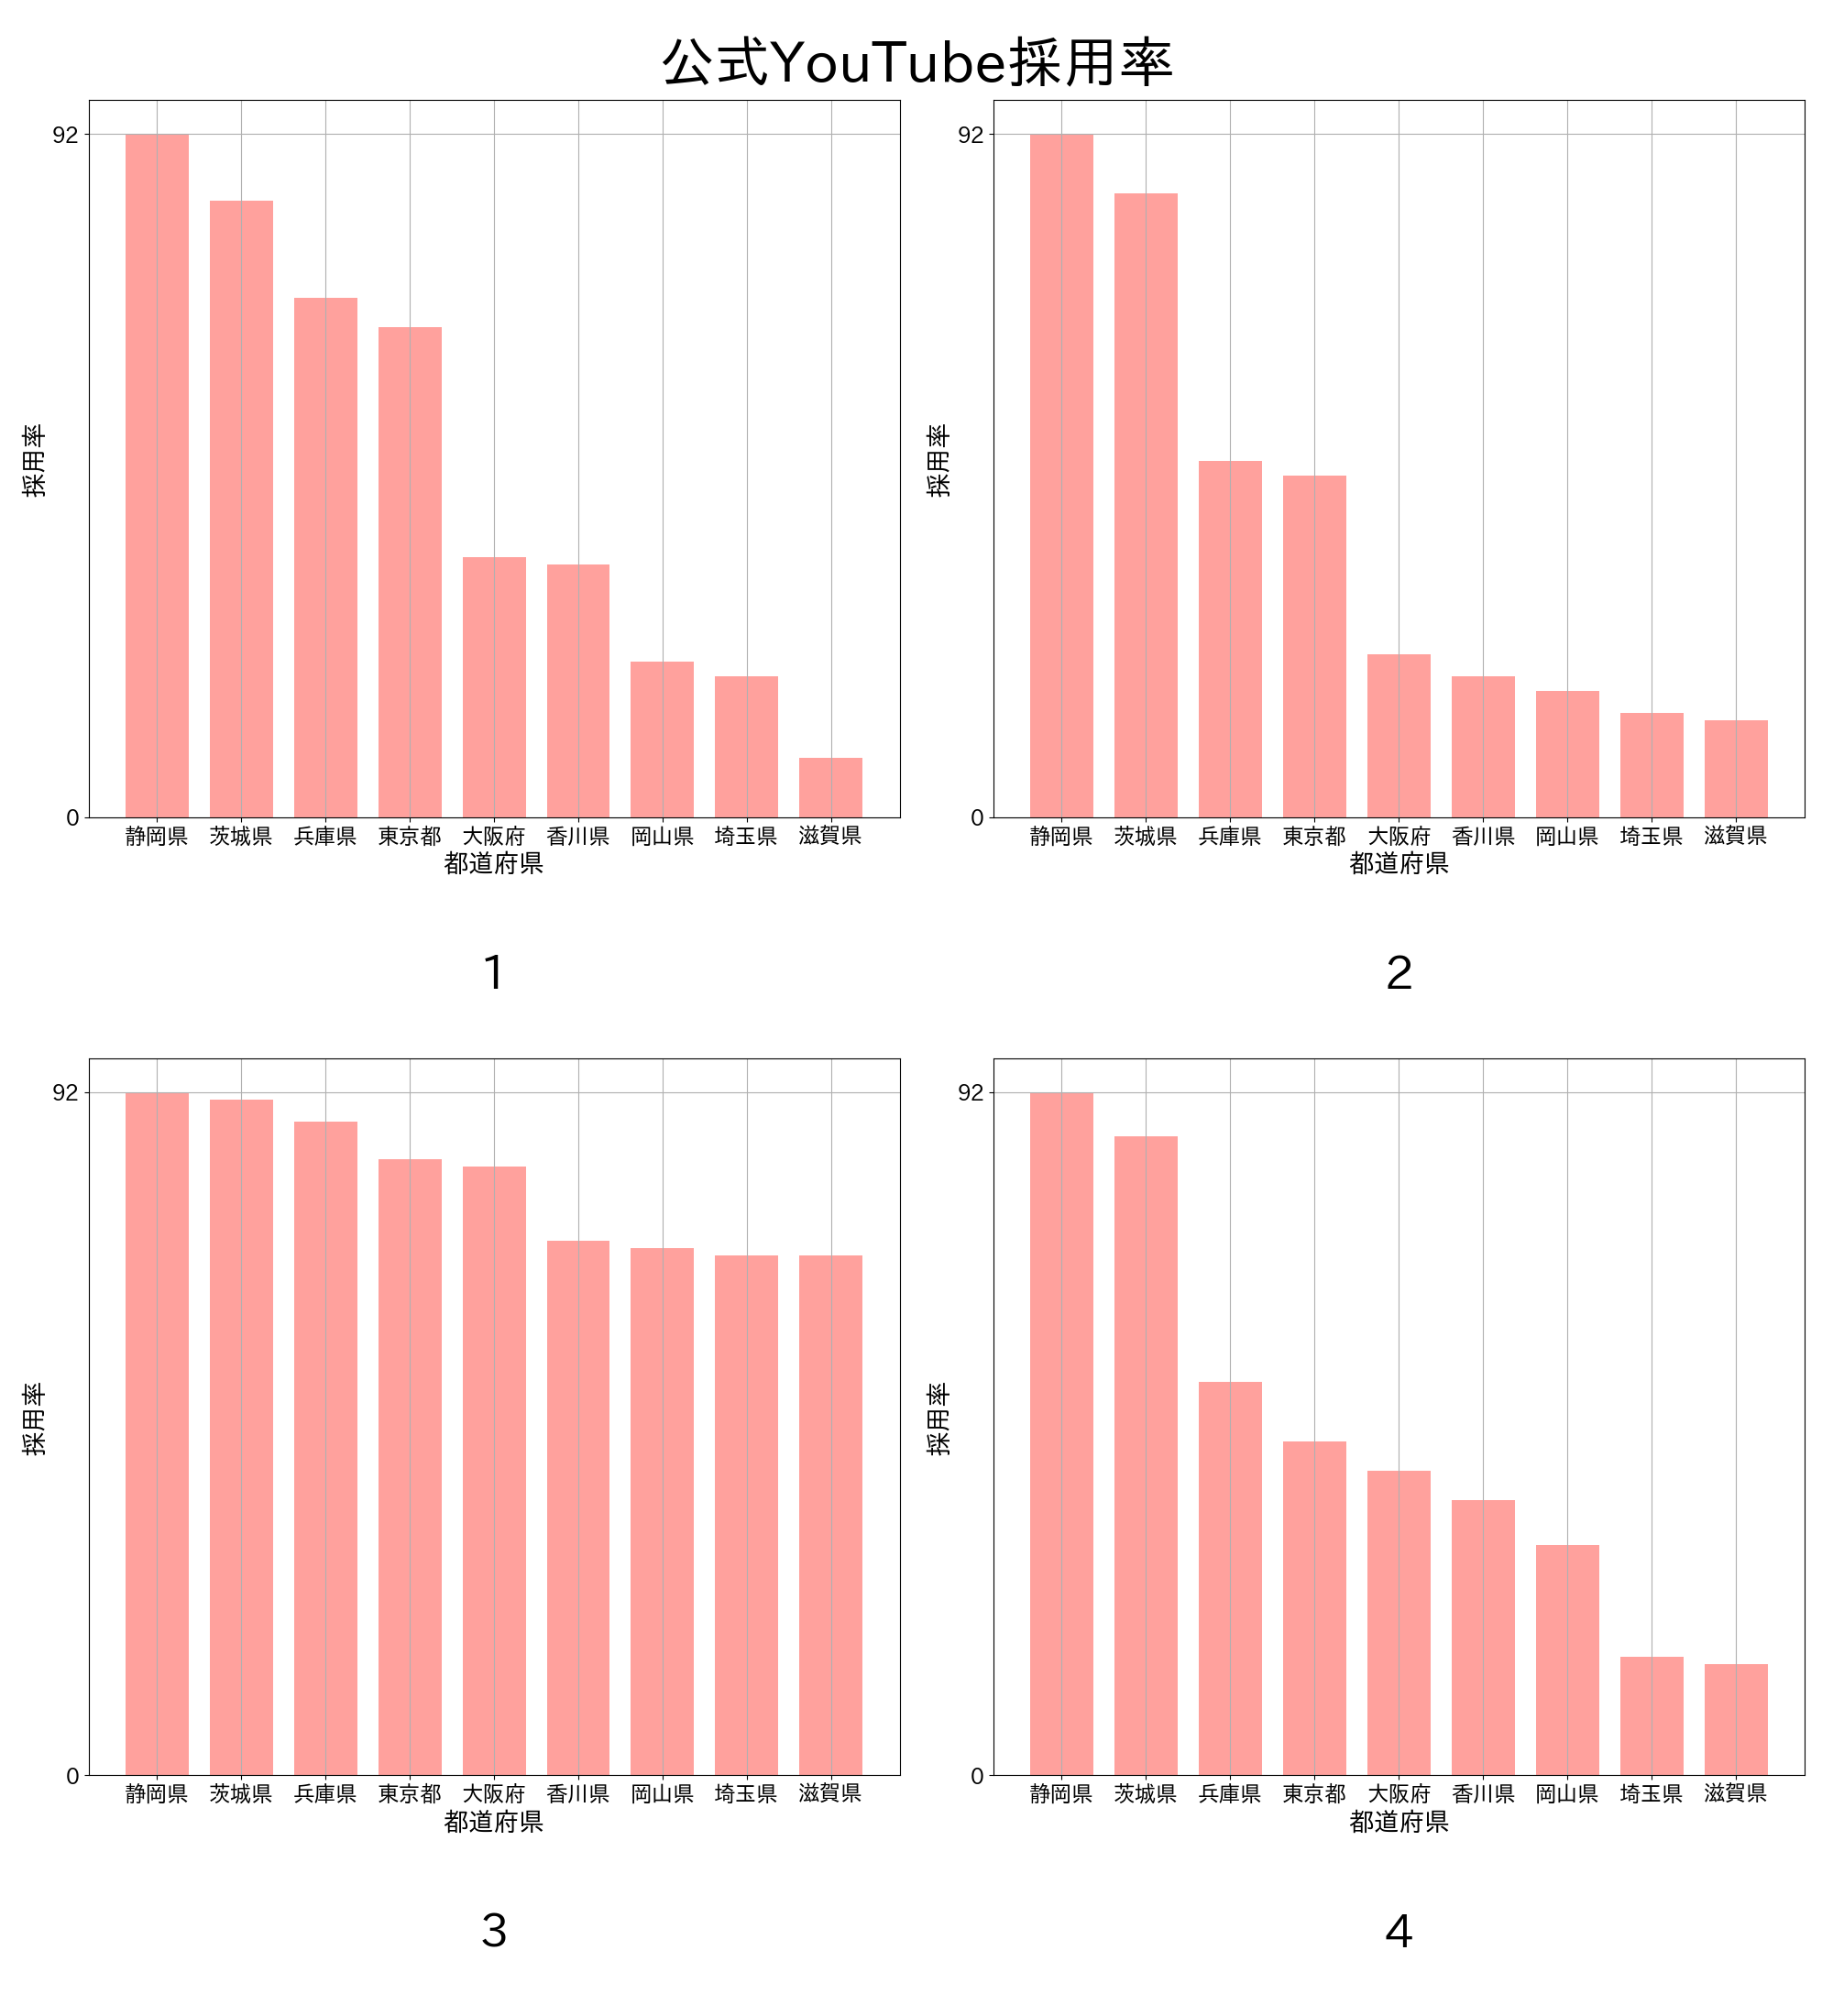 公式YouTube採用率
92
0
採用率
静岡県 茨城県 兵庫県 東京都 大阪府 香川県 岡山県 埼玉県 滋賀県
都道府県
1
92
0
採用率
静岡県 茨城県 兵庫県 東京都 大阪府 香川県 岡山県 埼玉県 滋賀県
都道府県
2
92
0
採用率
静岡県 茨城県 兵庫県 東京都 大阪府 香川県 岡山県 埼玉県 滋賀県
都道府県
3
92
0
採用率
静岡県 茨城県 兵庫県 東京都 大阪府 香川県 岡山県 埼玉県 滋賀県
都道府県
4